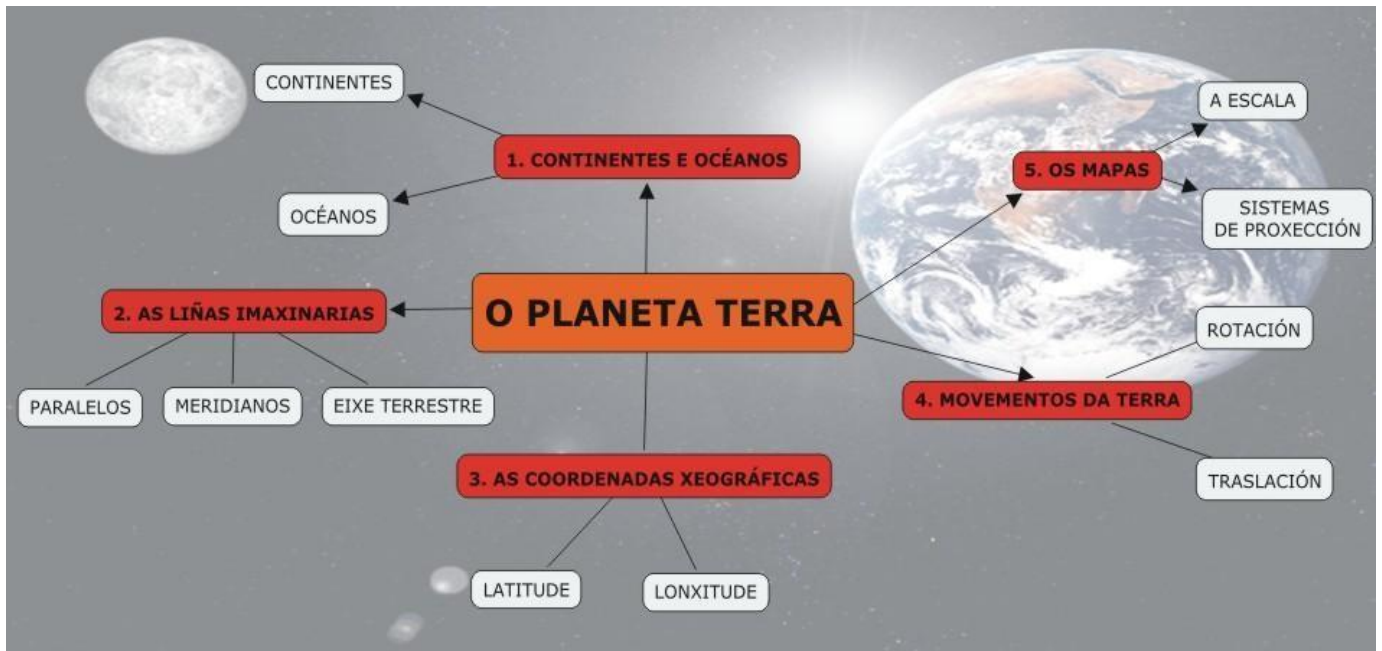 O PLANETA TERRA
1. CONTINENTES E OCÉANOS
CONTINENTES
OCÉANOS
2. AS LIÑAS IMAXINARIAS
PARALELOS
MERIDIANOS
EIXE TERRESTRE
3. AS COORDENADAS XEOGRÁFICAS
LATITUDE
LONXITUDE
4. MOVEMENTOS DA TERRA
ROTACIÓN
TRASLACIÓN
5. OS MAPAS
A ESCALA
SISTEMAS
DE PROXECCIÓN